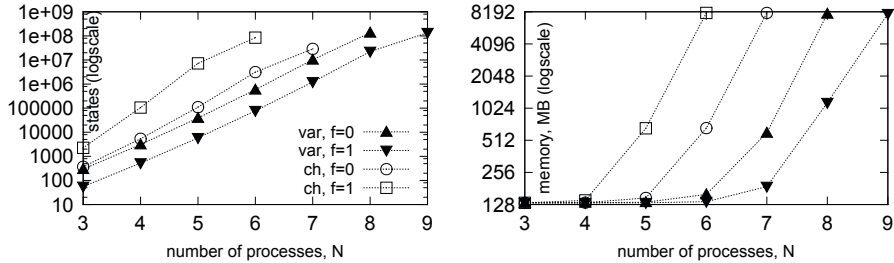 1e+09
1e+08
1e+07
1e+06
100000
10000
1000
100
10
states (logscale)
var, f=0
var, f=1
ch, f=0
ch, f=1
3 4 5 6 7 8 9
number of processes, N
8192
4096
2048
1024
512
256
128
memory, MB (logscale)
3 4 5 6 7 8 9
number of processes, N